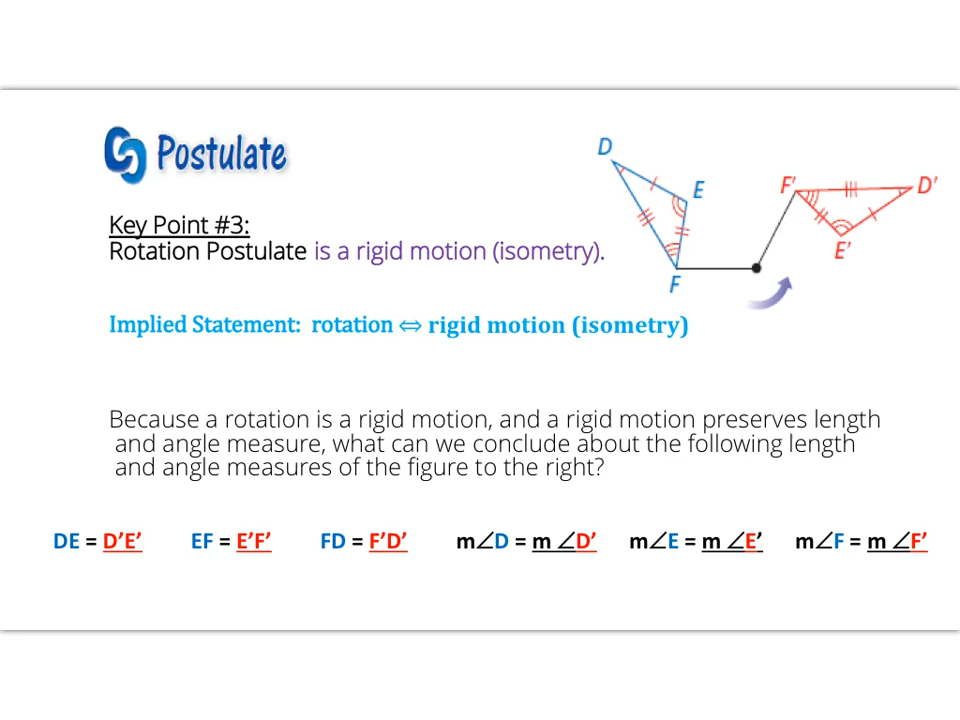 Postulate
Key Point #3:
Rotation Postulate is a rigid motion (isometry).
D
E
F
F'
D'
E'
Implied Statement: rotation ⇔ rigid motion (isometry)
Because a rotation is a rigid motion, and a rigid motion preserves length
and angle measure, what can we conclude about the following length
and angle measures of the figure to the right?
DE = D’E’ EF = E’F’ FD = F’D’ m∠D = m ∠D’ m∠E = m ∠E’ m∠F = m ∠F’